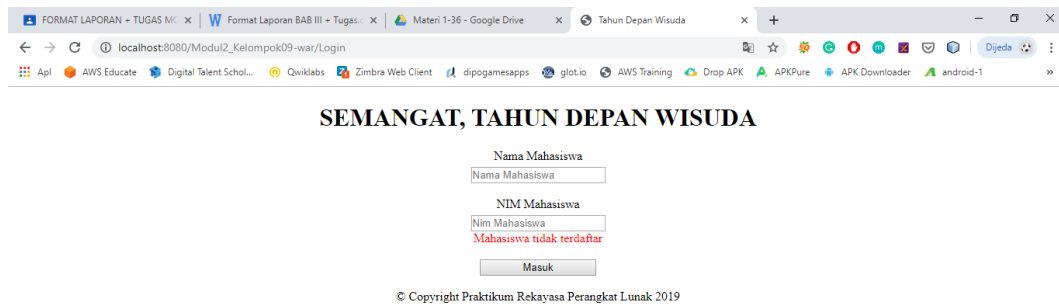 FORMAT LAPORAN + TUGAS MO
Format Laporan BAB III + Tugas.d
Materi 1-36 - Google Drive
Tahun Depan Wisuda
localhost:8080/Modul2_Kelompok09-war/Login
Dijeda
Apl
AWS Educate
Digital Talent Schol...
Qwiklabs
Zimbra Web Client
dipogamesapps
glot.io
AWS Training
Drop APK
APKPure
APK Downloader
android-1
SEMANGAT, TAHUN DEPAN WISUDA
Nama Mahasiswa
Nama Mahasiswa
NIM Mahasiswa
Nim Mahasiswa
Mahasiswa tidak terdaftar
Masuk
© Copyright Praktikum Rekayasa Perangkat Lunak 2019